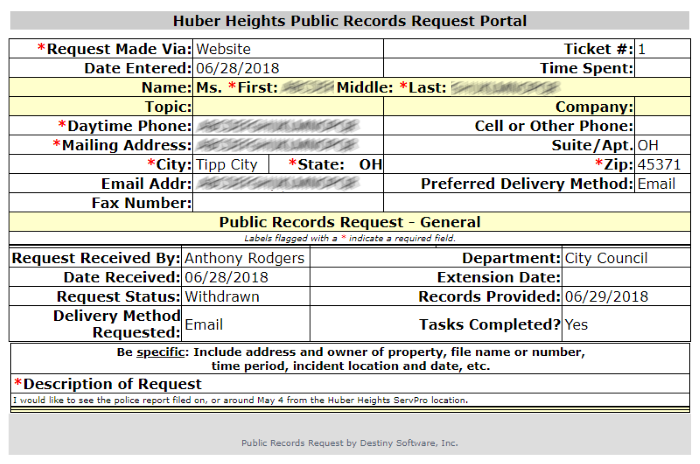 Huber Heights Public Records Request Portal
*Request Made Via: Website Ticket #: 1
Date Entered: 06/28/2018 Time Spent:
Name: Ms. *First: Middle: *Last:
Topic: Company:
*Daytime Phone: Cell or Other Phone:
*Mailing Address: Suite/Apt. OH
*City: Tipp City *State: OH *Zip: 45371
Email Addr: Preferred Delivery Method: Email
Fax Number:
Public Records Request - General
Labels flagged with a * indicate a required field.
Request Received By: Anthony Rodgers Department: City Council
Date Received: 06/28/2018 Extension Date:
Request Status: Withdrawn Records Provided: 06/29/2018
Delivery Method
Requested: Email Tasks Completed? Yes
Be specific: Include address and owner of property, file name or number,
time period, incident location and date, etc.
*Description of Request
I would like to see the police report filed on, or around May 4 from the Huber Heights ServPro location.
Public Records Request by Destiny Software, Inc.